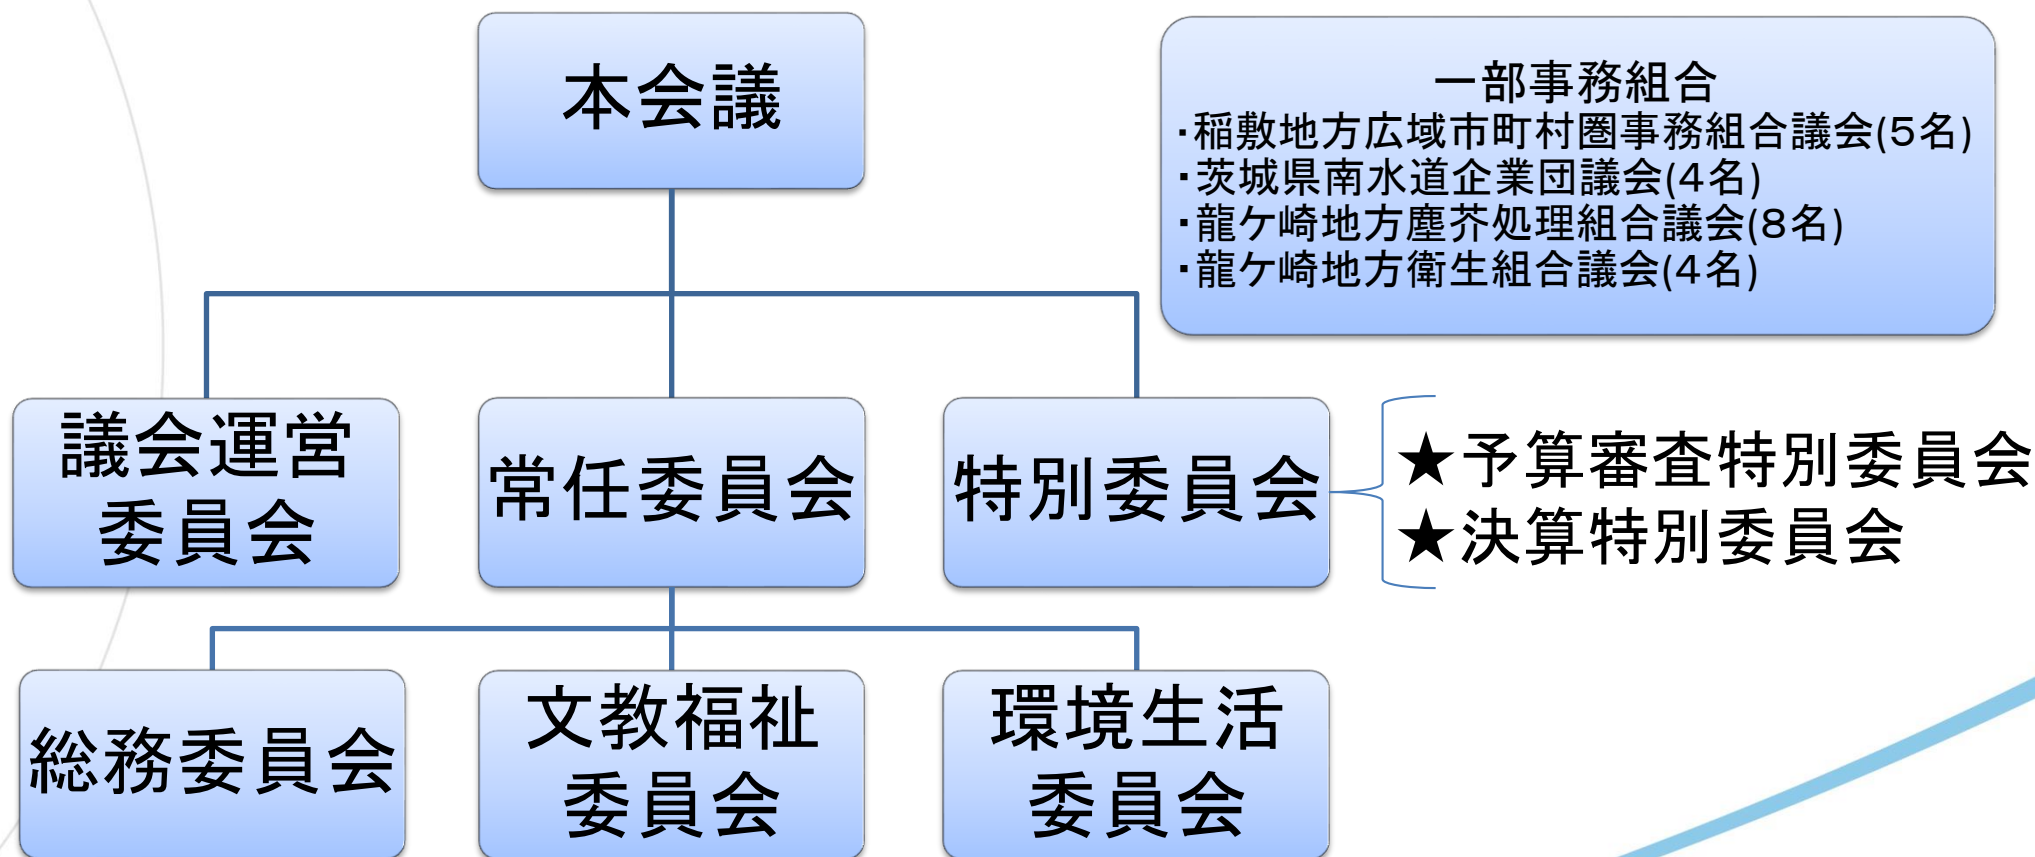 本会議
一部事務組合
・稲敷地方広域市町村圏事務組合議会(5名)
・茨城県南水道企業団議会(4名)
・龍ケ崎地方塵芥処理組合議会(8名)
・龍ケ崎地方衛生組合議会(4名)
議会運営
委員会
常任委員会
特別委員会
★予算審査特別委員会
★決算特別委員会
総務委員会
文教福祉
委員会
環境生活
委員会